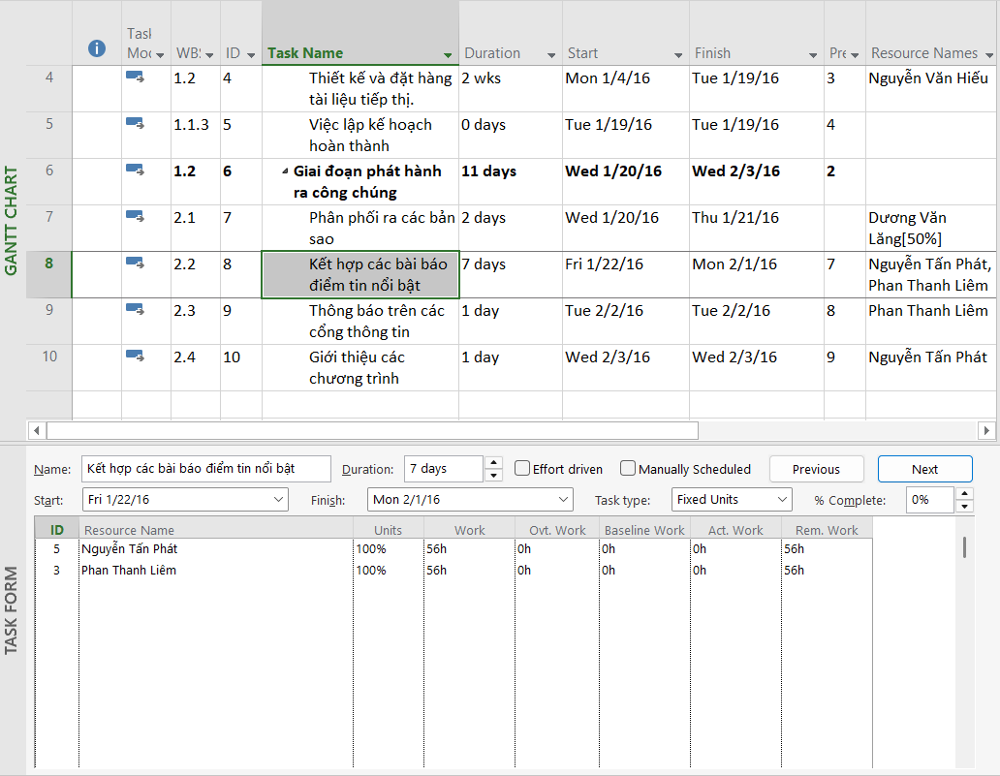 Task
Mode WBS ID Task Name Duration Start Finish Pre Resource Names
GANTT CHART
4 1.2 4 Thiết kế và đặt hàng 2 wks Mon 1/4/16 Tue 1/19/16 3 Nguyễn Văn Hiếu
tài liệu tiếp thị.
5 1.1.3 5 Việc lập kế hoạch 0 days Tue 1/19/16 Tue 1/19/16 4
hoàn thành
6 1.2 6 Giai đoạn phát hành 11 days Wed 1/20/16 Wed 2/3/16 2
ra công chúng
7 2.1 7 Phân phối ra các bản 2 days Wed 1/20/16 Thu 1/21/16 Dương Văn
sao Lăng[50%]
8 2.2 8 Kết hợp các bài báo 7 days Fri 1/22/16 Mon 2/1/16 7 Nguyễn Tấn Phát,
điểm tin nổi bật Phan Thanh Liêm
9 2.3 9 Thông báo trên các 1 day Tue 2/2/16 Tue 2/2/16 8 Phan Thanh Liêm
cổng thông tin
10 2.4 10 Giới thiệu các 1 day Wed 2/3/16 Wed 2/3/16 9 Nguyễn Tấn Phát
chương trình
TASK FORM
Name: Kết hợp các bài báo điểm tin nổi bật Duration: 7 days Effort driven Manually Scheduled Previous Next
Start: Fri 1/22/16 Finish: Mon 2/1/16 Task type: Fixed Units % Complete: 0%
ID Resource Name Units Work Ovt. Work Baseline Work Act. Work Rem. Work
5 Nguyễn Tấn Phát 100% 56h 0h 0h 0h 56h
3 Phan Thanh Liêm 100% 56h 0h 0h 0h 56h